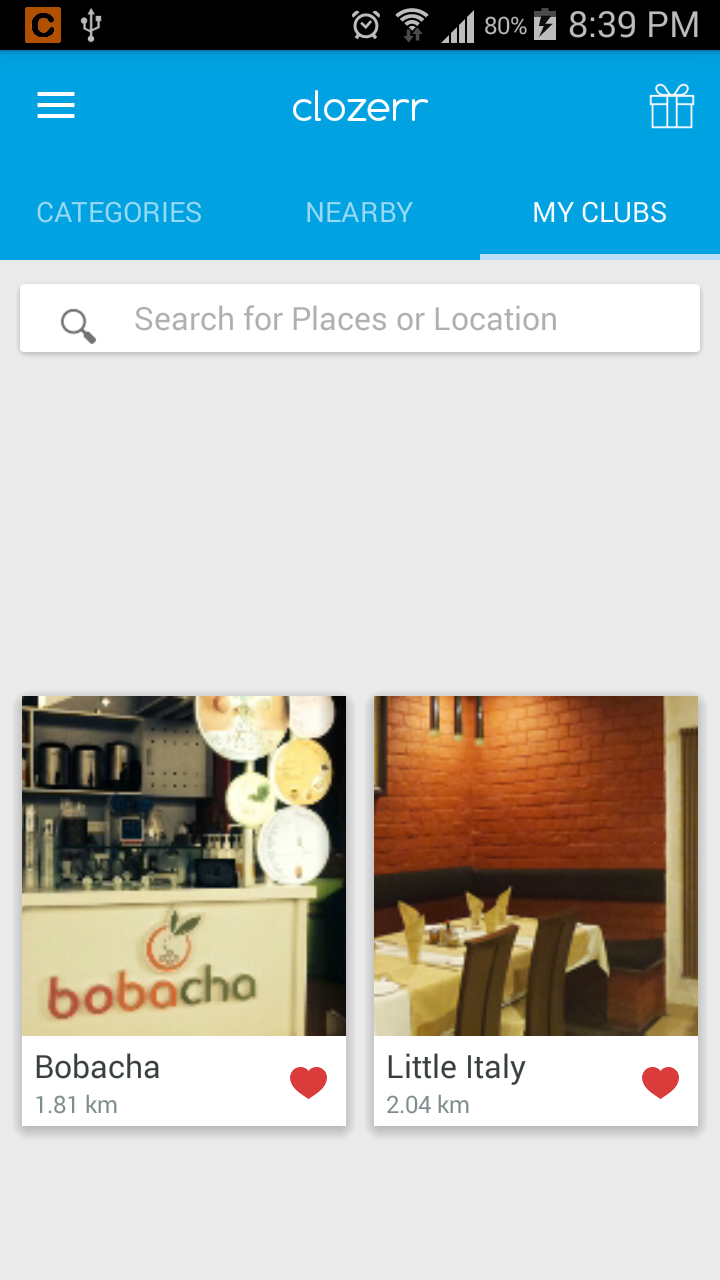 C 80% 8:39 PM
clozerr
CATEGORIES NEARBY MY CLUBS
Search for Places or Location
bobacha
Bobacha
1.81 km
Little Italy
2.04 km